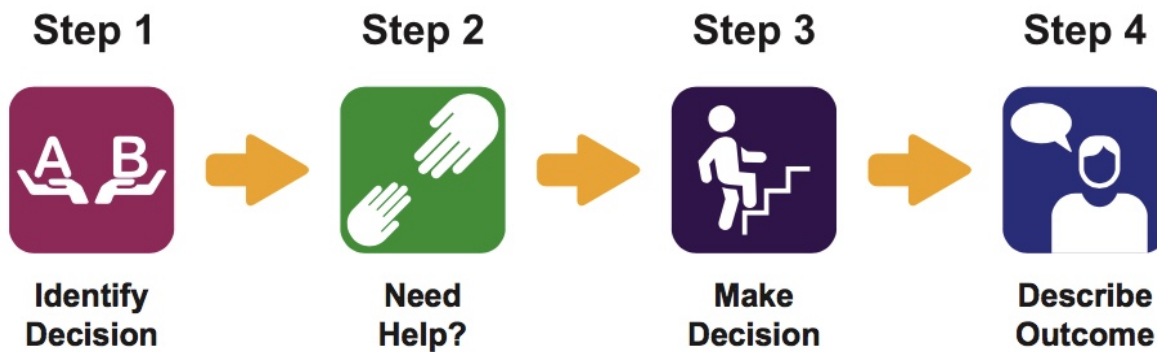 Step 1
Step 2
Step 3
Step 4
A B
Identify
Decision
Need
Help?
Make
Decision
Describe
Outcome